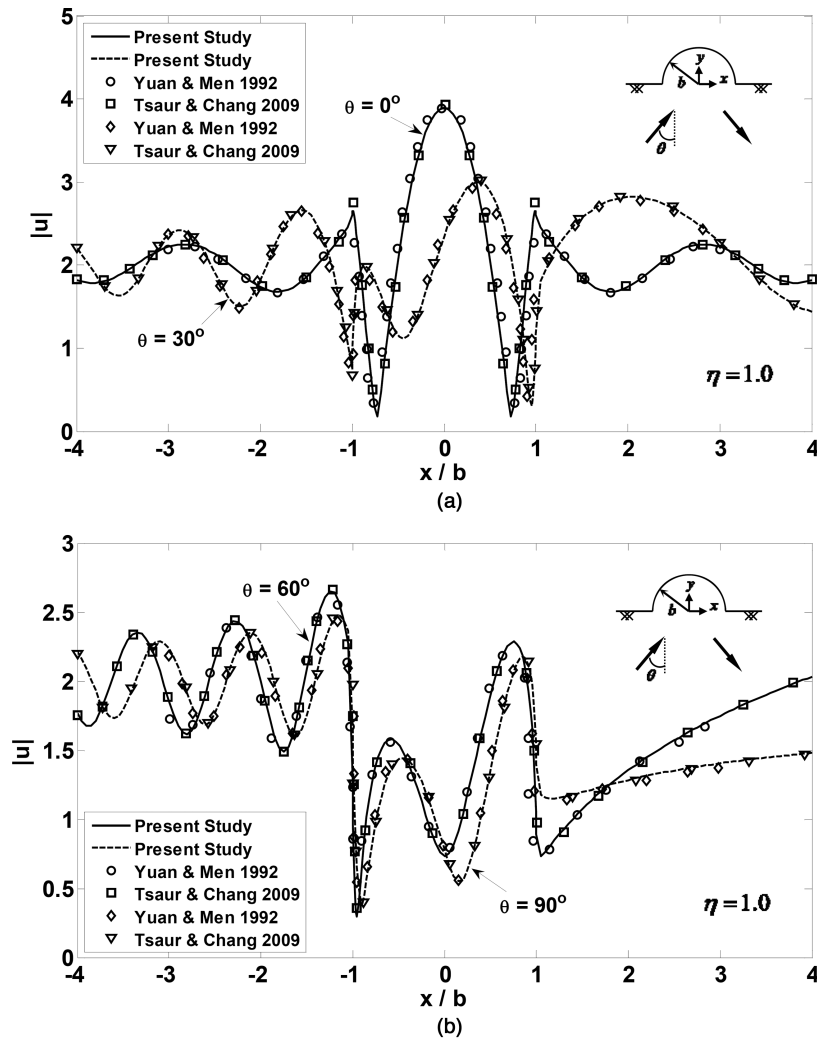 5
4
3
2
1
0
|u|
Present Study
Present Study
Yuan & Men 1992
Tsaur & Chang 2009
Yuan & Men 1992
Tsaur & Chang 2009
θ = 0°
θ = 30°
y
b
x
θ
η = 1.0
-4 -3 -2 -1 0 1 2 3 4
x / b
(a)
3
2.5
2
1.5
1
0.5
0
|u|
θ = 60°
y
b
x
θ
Present Study
Present Study
Yuan & Men 1992
Tsaur & Chang 2009
Yuan & Men 1992
Tsaur & Chang 2009
θ = 90°
η = 1.0
-4 -3 -2 -1 0 1 2 3 4
x / b
(b)